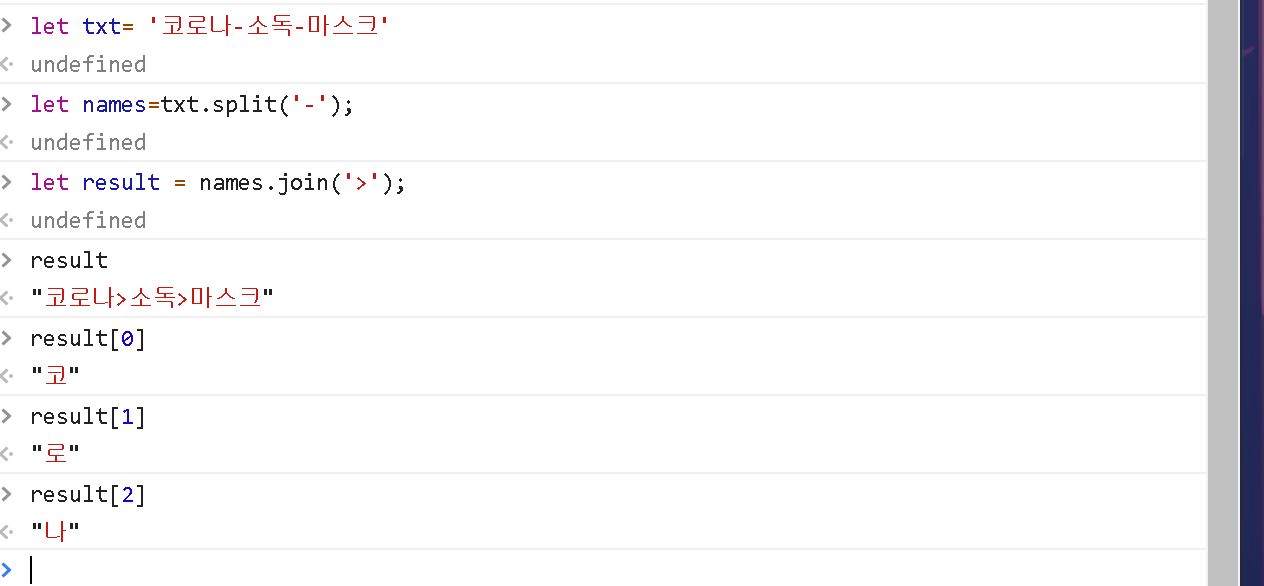 > let txt= '코로나-소독-마스크'
<· undefined
> let names=txt.split('-');
<· undefined
> let result = names.join('>');
<· undefined
> result
<· "코로나>소독>마스크"
> result[0]
<· "코"
> result[1]
<· "로"
> result[2]
<· "나"
>